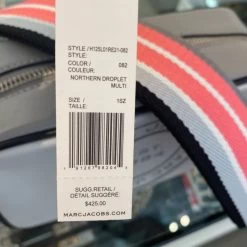 STYLE / H125L01RE21-082
STYLE
COLOR / 082
COULEUR
NORTHERN DROPLET
MULTI
SIZE / 1SZ
TAILLE
SUGG.RETAIL /
DÉTAIL SUGGÉRÉ:
$425.00
MARCJACOBS.COM